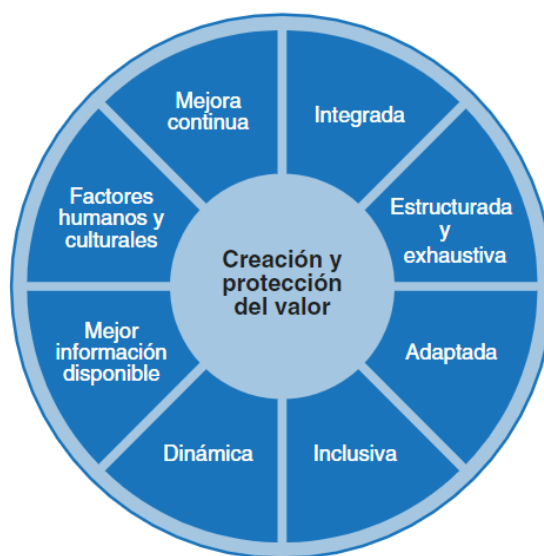 Mejora
continua
Integrada
Factores
humanos y
culturales
Estructurada
y
exhaustiva
Creación y
protección
del valor
Mejor
información
disponible
Adaptada
Dinámica
Inclusiva